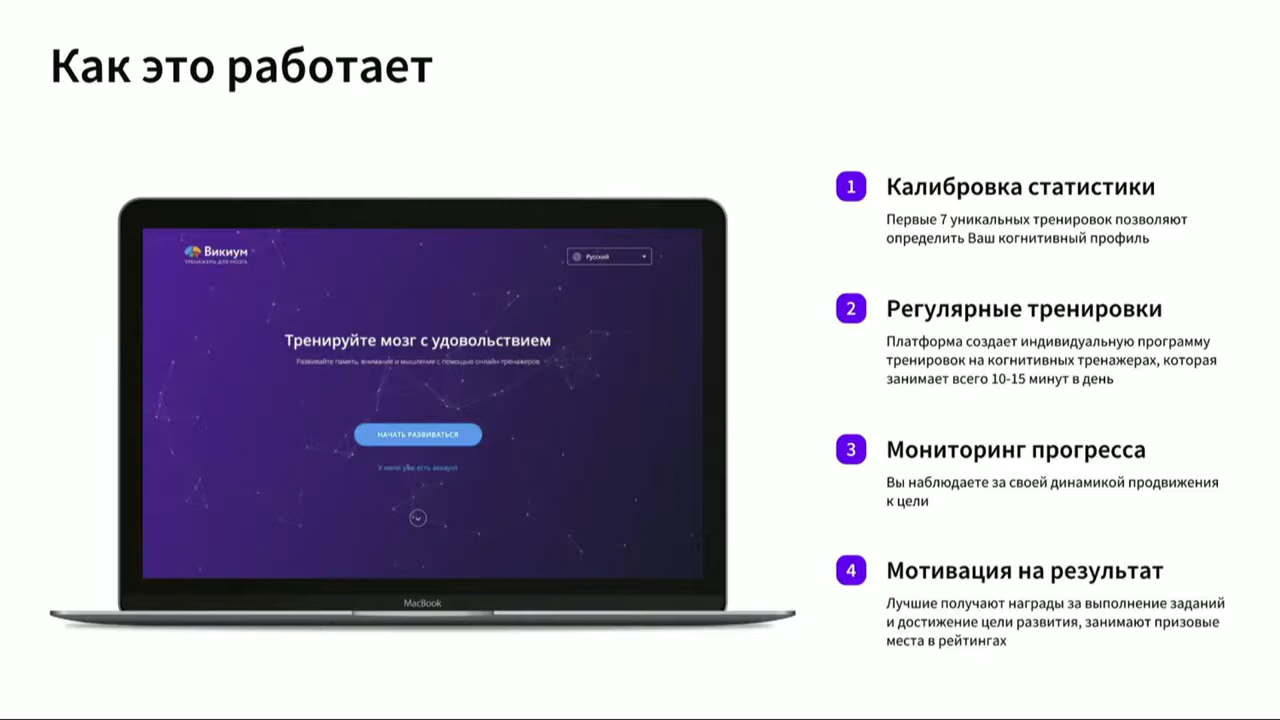 Как это работает
Викиум
ТРЕНАЖЕРЫ ДЛЯ МОЗГА
Русский
Тренируйте мозг с удовольствием
Развивайте память, внимание и мышление с помощью онлайн-тренажеров
НАЧАТЬ РАЗВИВАТЬСЯ
У меня уже есть аккаунт
MacBook
1 Калибровка статистики
Первые 7 уникальных тренировок позволяют
определить Ваш когнитивный профиль
2 Регулярные тренировки
Платформа создает индивидуальную программу
тренировок на когнитивных тренажерах, которая
занимает всего 10-15 минут в день
3 Мониторинг прогресса
Вы наблюдаете за своей динамикой продвижения
к цели
4 Мотивация на результат
Лучшие получают награды за выполнение заданий
и достижение цели развития, занимают призовые
места в рейтингах